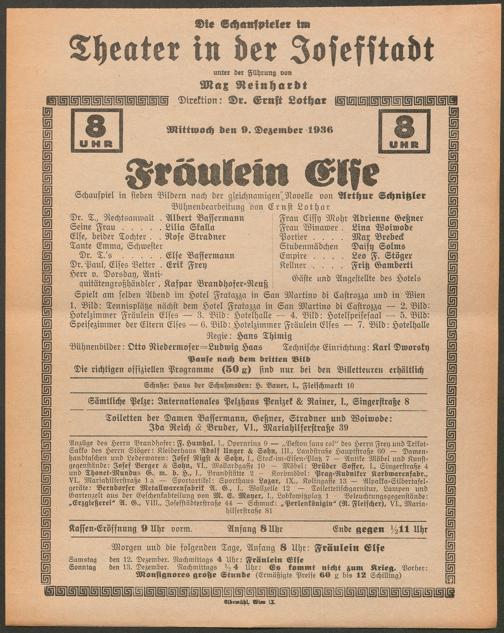 Die Schauspieler im
Theater in der Josefstadt
unter der Führung von
Max Reinhardt
Direktion: Dr. Ernst Lothar
8 UHR
Mittwoch den 9. Dezember 1936
8 UHR
Fräulein Else
Schauspiel in sieben Bildern nach der gleichnamigen Novelle von Arthur Schnitzler
Bühnenbearbeitung von Ernst Lothar
Dr. T., Rechtsanwalt . Albert Bassermann
Seine Frau . . . . . Lilia Skalla
Else, beider Tochter . . Rose Stradner
Tante Emma, Schwester
Dr. T.'s . . . . . Else Bassermann
Dr. Paul, Elses Vetter . Erik Frey
Herr v. Dorsday, Anti-
quitätengroßhändler . Kaspar Brandhofer-Reuß
Frau Cissy Mohr Adrienne Geßner
Frau Winawer . Lina Woiwode
Portier . . . . Max Brebeck
Stubenmädchen Daisy Solms
Empire . . . . Leo F. Stöger
Kellner . . . . Fritz Gamberti
Gäste und Angestellte des Hotels
Spielt am selben Abend im Hotel Fratazza in San Martino di Castrozza und in Wien
1. Bild: Tennisplätze nächst dem Hotel Fratazza in San Martino di Castrozza — 2. Bild:
Hotelzimmer Fräulein Elses — 3. Bild: Hotelhalle — 4. Bild: Hotelspeisesaal — 5. Bild:
Speisezimmer der Eltern Elses — 6. Bild: Hotelzimmer Fräulein Elses — 7. Bild: Hotelhalle
Regie: Hans Thimig
Bühnenbilder: Otto Niedermoser—Ludwig Haas Technische Einrichtung: Karl Dworsky
Pause nach dem dritten Bild
Die richtigen offiziellen Programme (50 g) sind nur bei den Billetteuren erhältlich
Schuhe: Haus der Schuhmoden: H. Bauer, I., Fleischmarkt 10
Sämtliche Pelze: Internationales Pelzhaus Penizek & Rainer, I., Singerstraße 8
Toiletten der Damen Bassermann, Geßner, Stradner und Woiwode:
Ida Reich & Bruder, VI., Mariahilferstraße 39
Kassen-Eröffnung 9 Uhr vorm. Anfang 8 Uhr Ende gegen ½11 Uhr
Morgen und die folgenden Tage, Anfang 8 Uhr: Fräulein Else
Samstag den 12. Dezember. Nachmittags 4 Uhr: Fräulein Else
Sonntag den 13. Dezember. Nachmittags ¾4 Uhr: Es kommt nicht zum Krieg. Vorher:
Monsignores große Stunde (Ermäßigte Preise 60 g bis 12 Schilling)
Elbemühl, Wien IX.